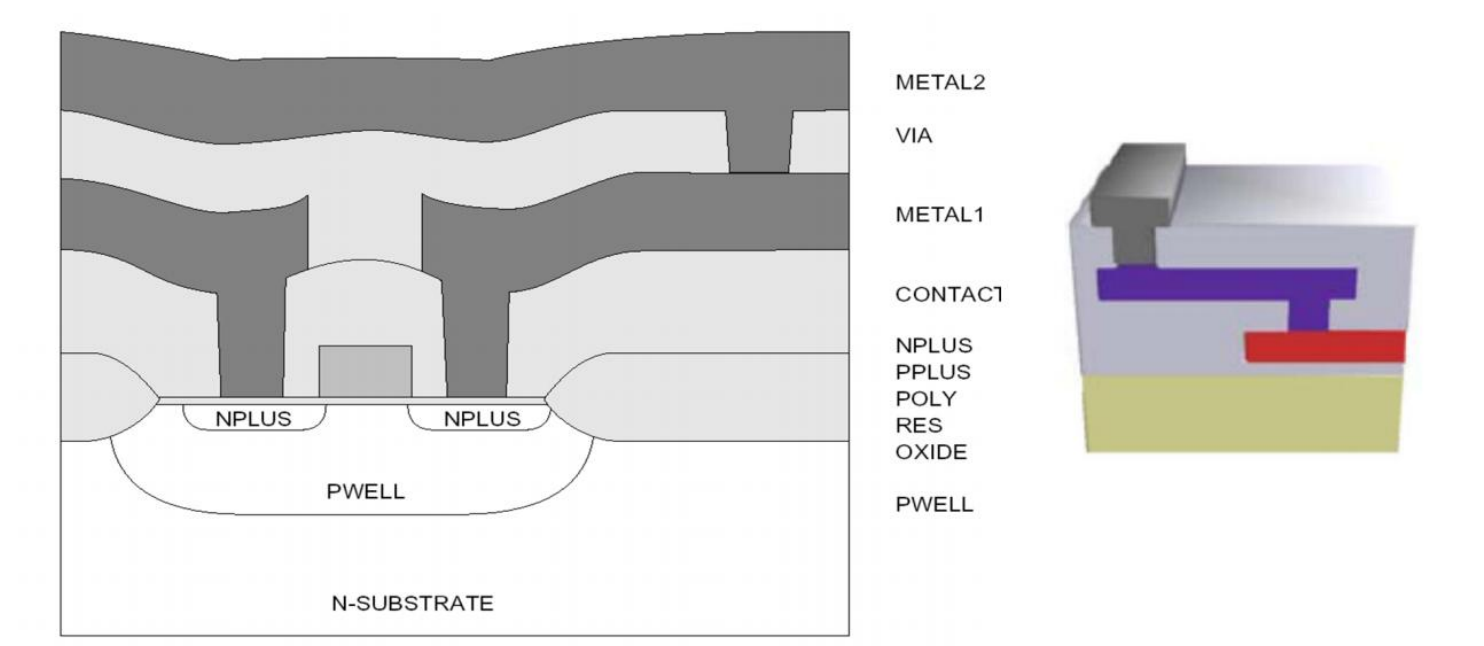 METAL2
VIA
METAL1
CONTACT
NPLUS
PPLUS
POLY
RES
OXIDE
PWELL
NPLUS NPLUS
PWELL
N-SUBSTRATE